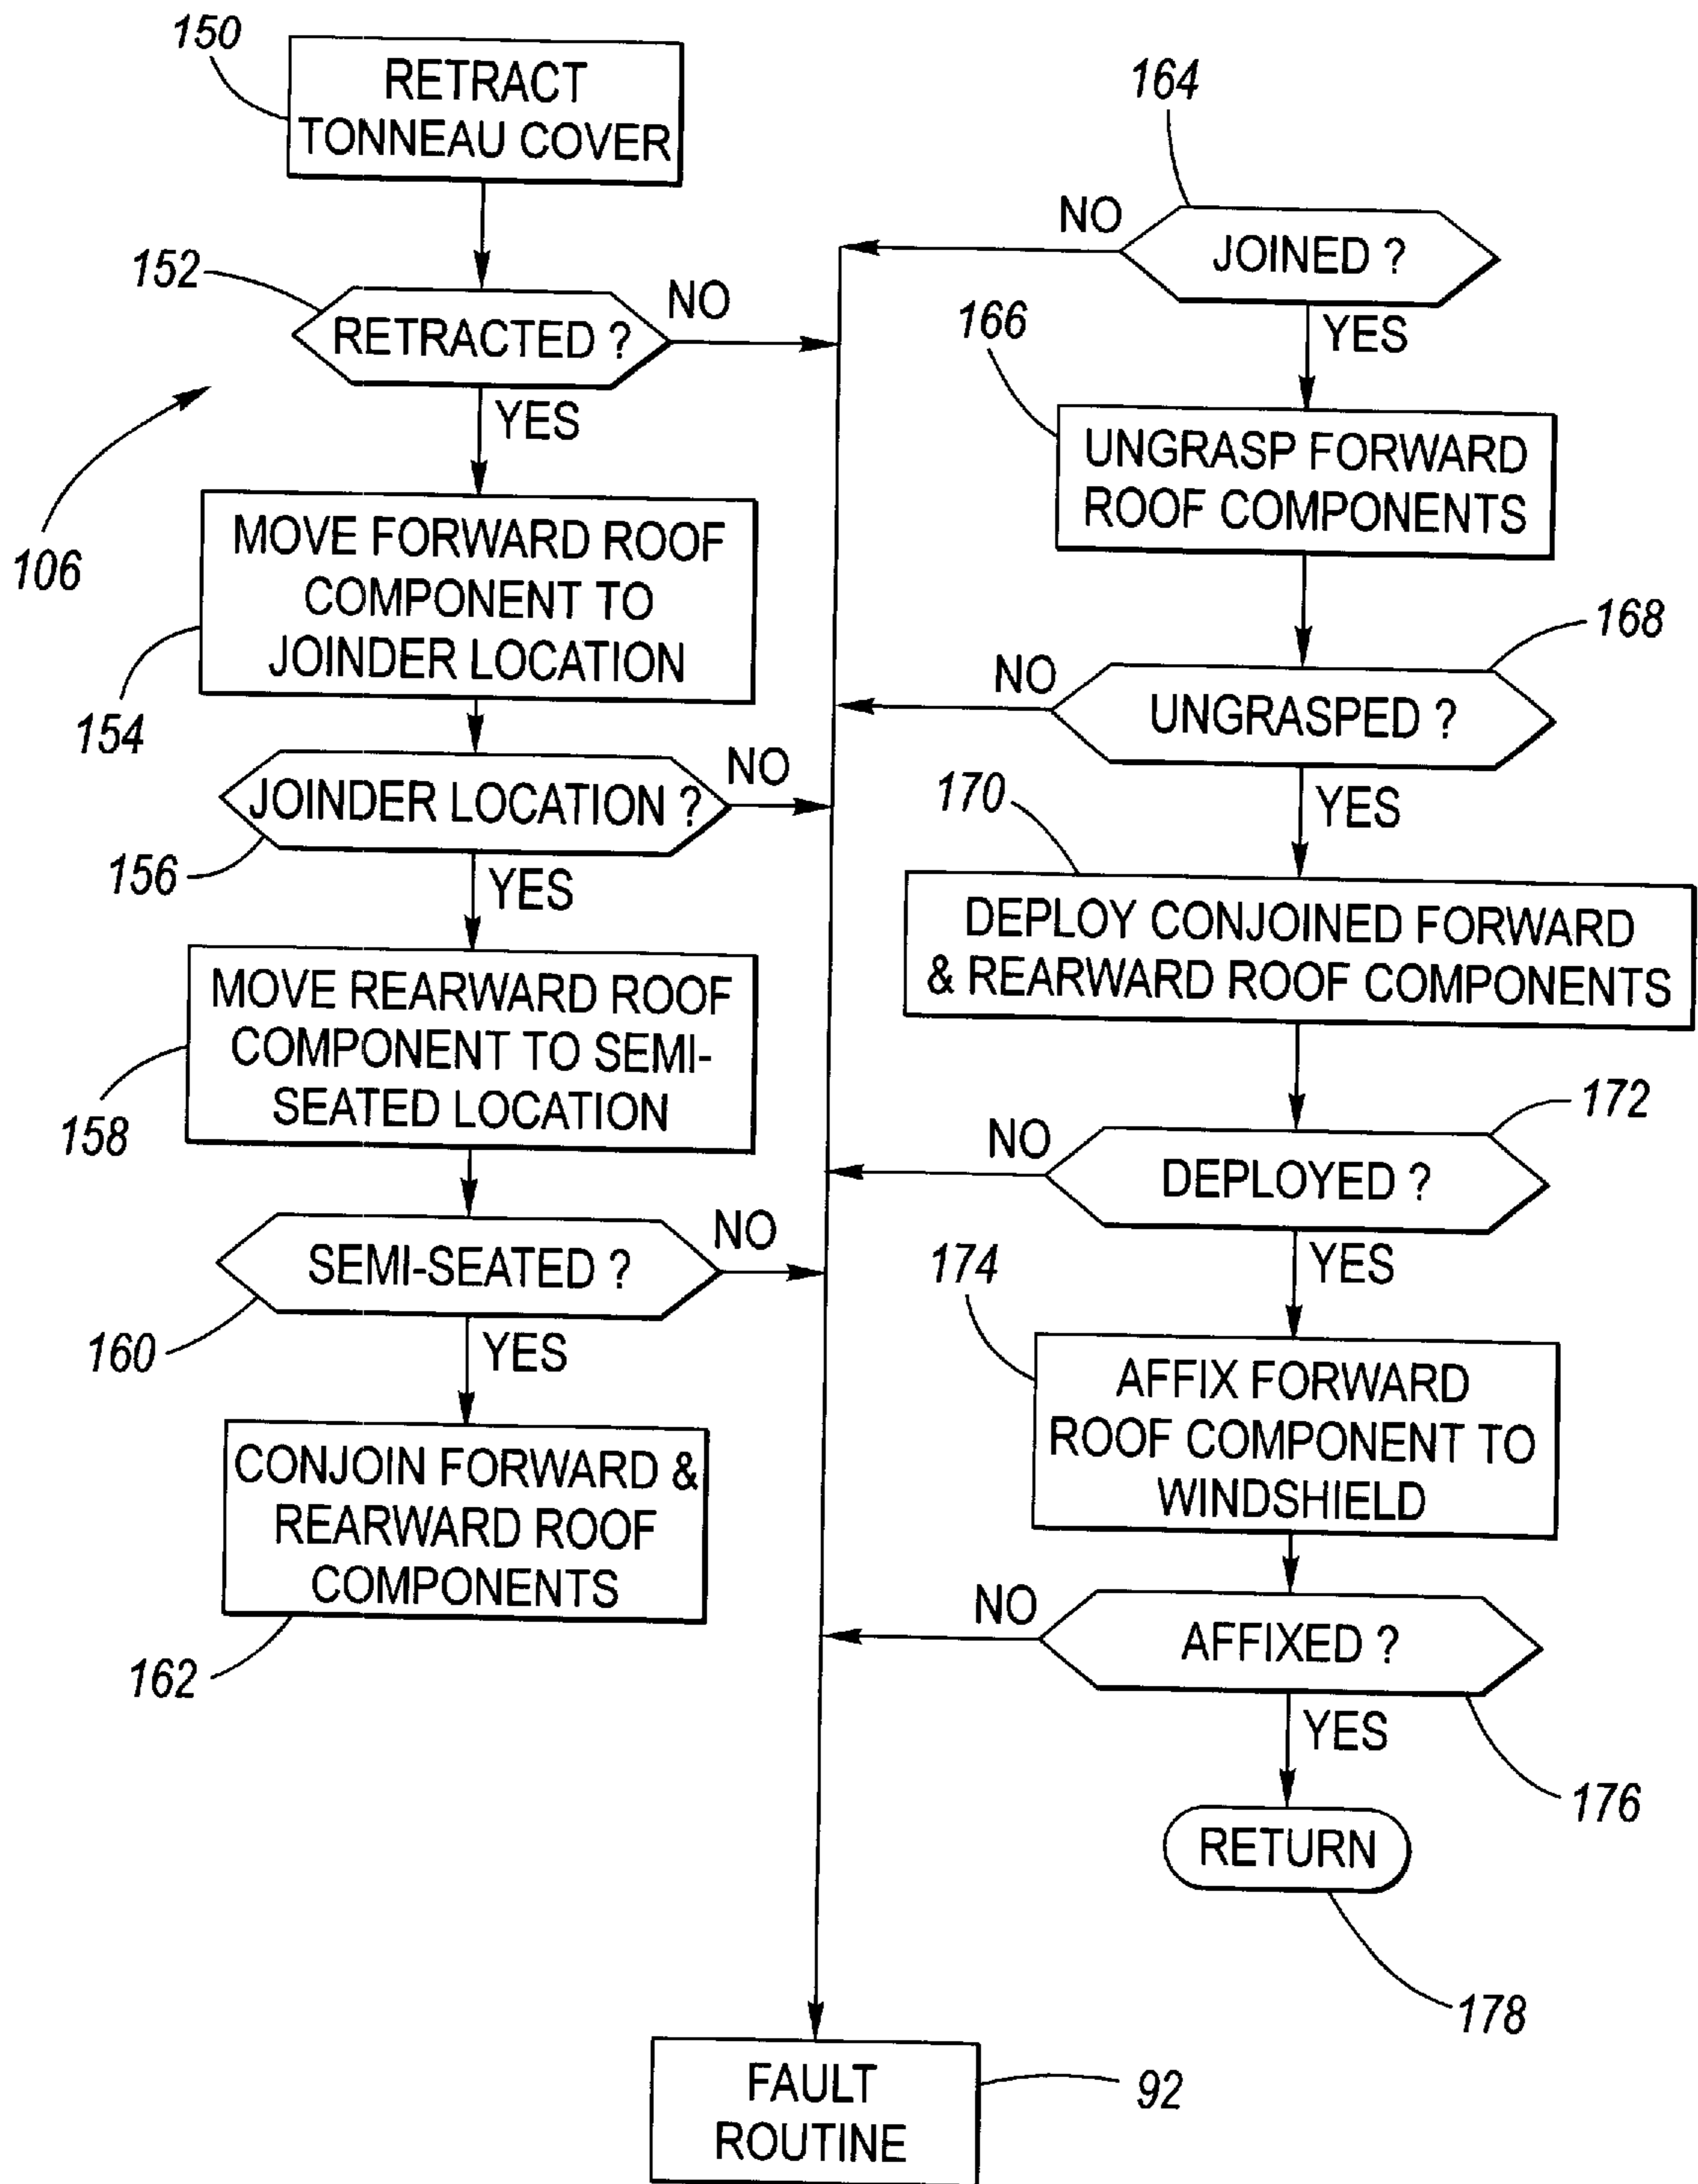 150
RETRACT
TONNEAU COVER
152
RETRACTED ?
NO
YES
106
MOVE FORWARD ROOF
COMPONENT TO
JOINDER LOCATION
154
JOINDER LOCATION ?
NO
156
YES
MOVE REARWARD ROOF
COMPONENT TO SEMI-
SEATED LOCATION
158
SEMI-SEATED ?
NO
160
YES
CONJOIN FORWARD &
REARWARD ROOF
COMPONENTS
162
164
NO
JOINED ?
YES
166
UNGRASP FORWARD
ROOF COMPONENTS
168
NO
UNGRASPED ?
YES
170
DEPLOY CONJOINED FORWARD
& REARWARD ROOF COMPONENTS
172
NO
DEPLOYED ?
YES
174
AFFIX FORWARD
ROOF COMPONENT TO
WINDSHIELD
NO
AFFIXED ?
YES
176
RETURN
178
FAULT
ROUTINE
92